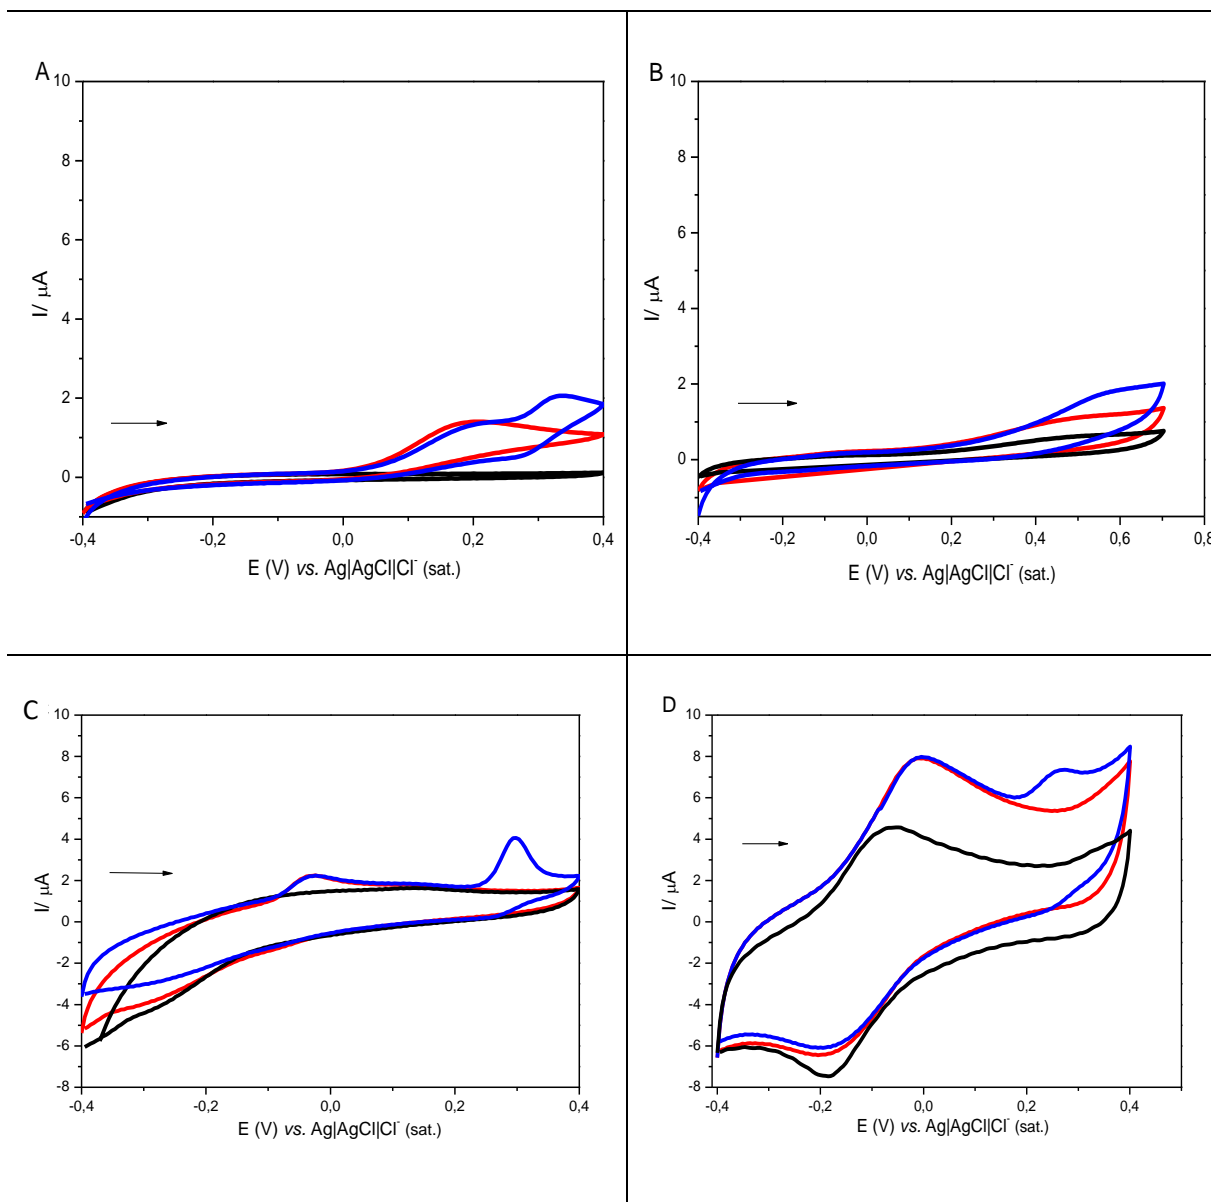 A
10
8
6
4
2
0
I/ μA
-0,4 -0,2 0,0 0,2 0,4
E (V) vs. Ag|AgCl|Cl⁻ (sat.)
B
10
8
6
4
2
0
I/ μA
-0,4 -0,2 0,0 0,2 0,4 0,6 0,8
E (V) vs. Ag|AgCl|Cl⁻ (sat.)
C
10
8
6
4
2
0
-2
-4
-6
-8
I/ μA
-0,4 -0,2 0,0 0,2 0,4
E (V) vs. Ag|AgCl|Cl⁻ (sat.)
D
10
8
6
4
2
0
-2
-4
-6
-8
I/ μA
-0,4 -0,2 0,0 0,2 0,4
E (V) vs. Ag|AgCl|Cl⁻ (sat.)